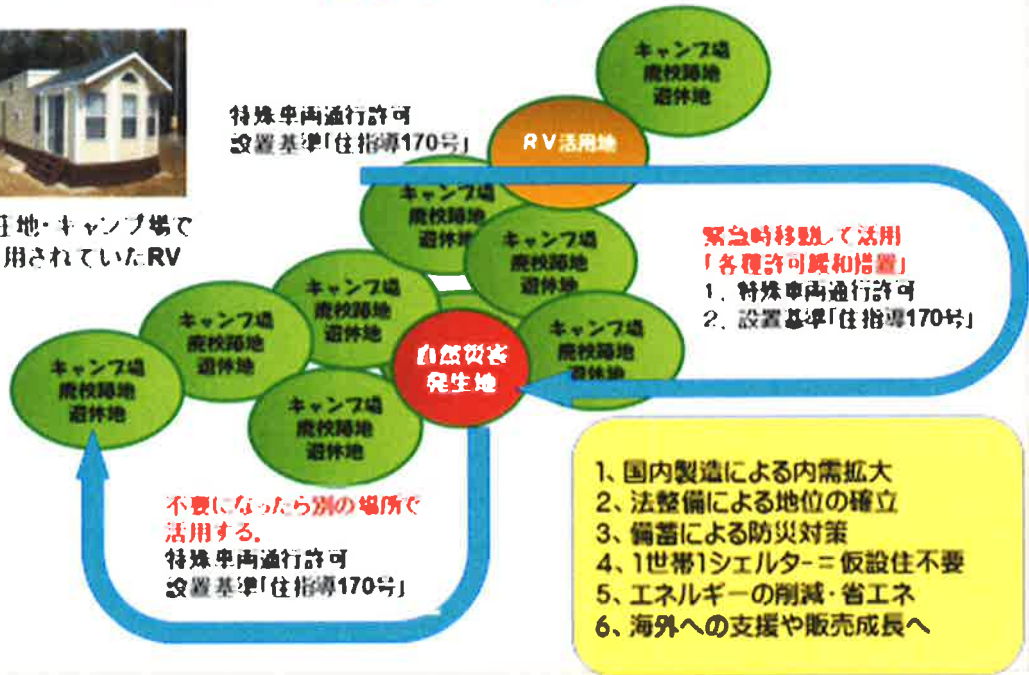 キャンプ場
廃校跡地
遊休地
特殊車両通行許可
設置基準「住指導170号」
RV活用地
地・キャンプ場で
用されていたRV
キャンプ場
廃校跡地
遊休地
キャンプ場
廃校跡地
遊休地
緊急時移動して活用
「各種許可緩和措置」
1、特殊車両通行許可
2、設置基準「住指導170号」
キャンプ場
廃校跡地
遊休地
キャンプ場
廃校跡地
遊休地
キャンプ場
廃校跡地
遊休地
自然災害
発生地
キャンプ場
廃校跡地
遊休地
キャンプ場
廃校跡地
遊休地
不要になったら別の場所で
活用する。
特殊車両通行許可
設置基準「住指導170号」
1、国内製造による内需拡大
2、法整備による地位の確立
3、備蓄による防災対策
4、1世帯1シェルター=仮設住不要
5、エネルギーの削減・省エネ
6、海外への支援や販売成長へ